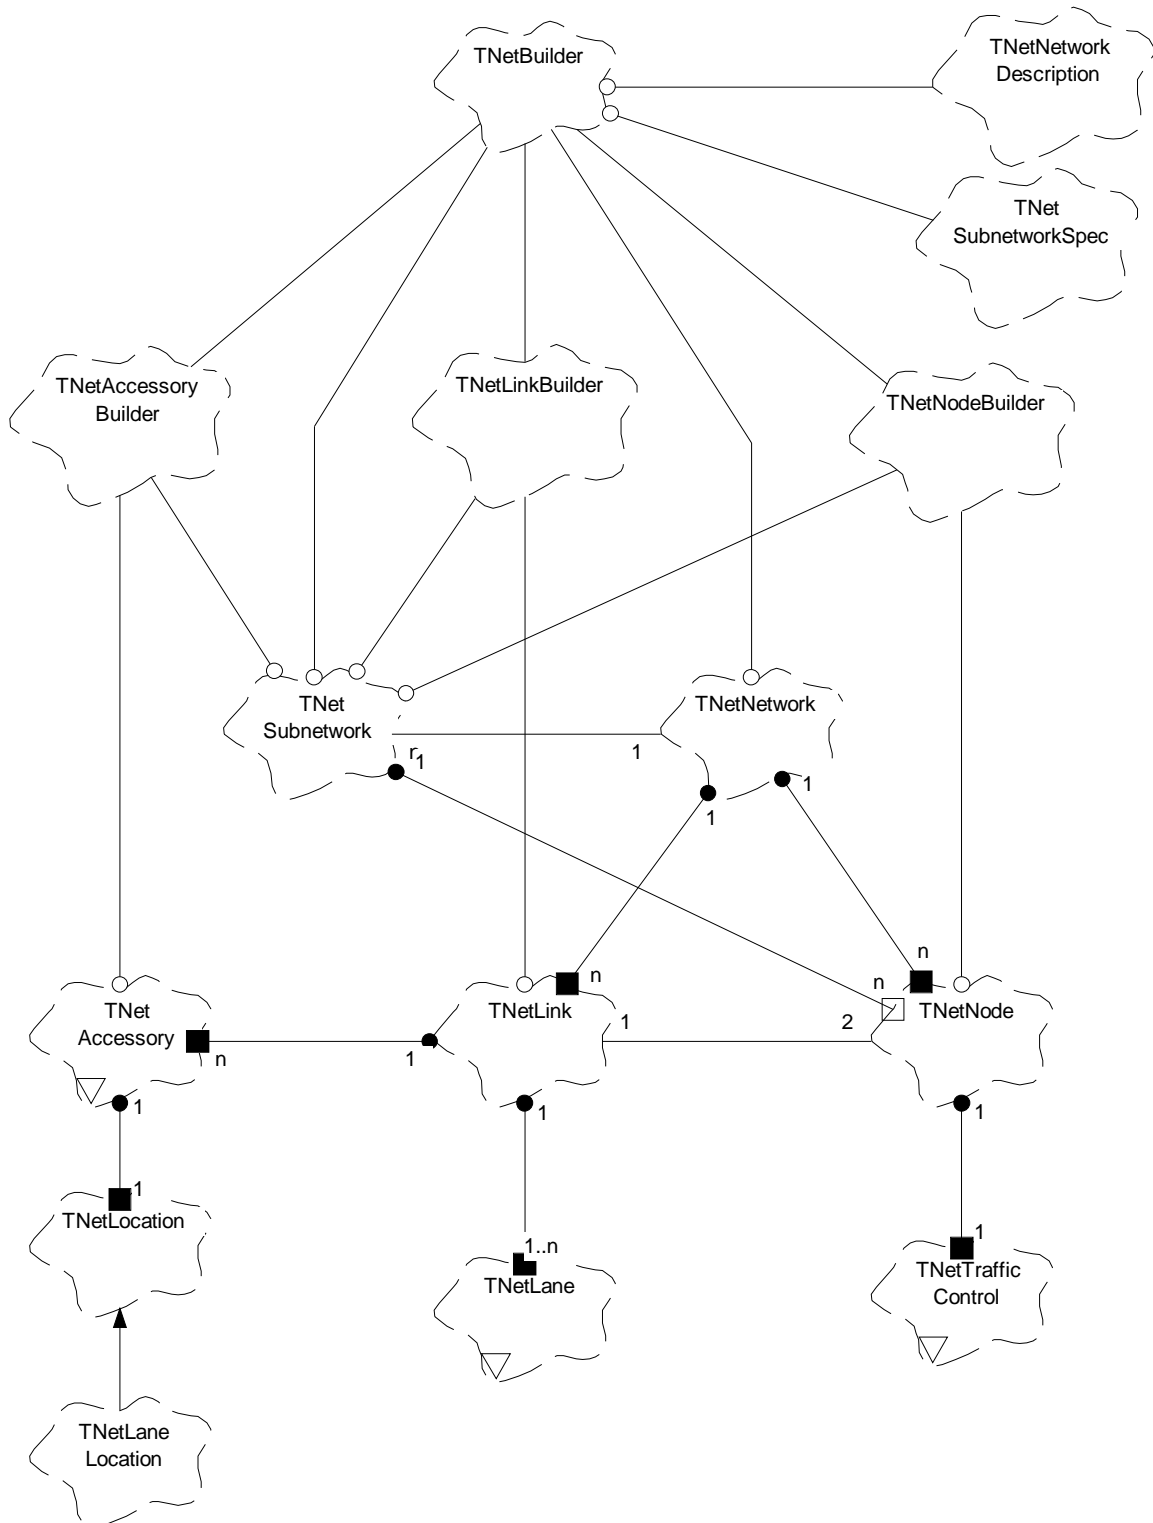 TNetBuilder
TNetNetwork
Description
TNet
SubnetworkSpec
TNetAccessory
Builder
TNetLinkBuilder
TNetNodeBuilder
TNet
Subnetwork
TNetNetwork
r
1
1
1
1
n
n
n
TNet
Accessory
TNetLink
TNetNode
1
2
n
1
1
1
1
1
1..n
1
TNetLocation
TNetLane
TNetTraffic
Control
TNetLane
Location